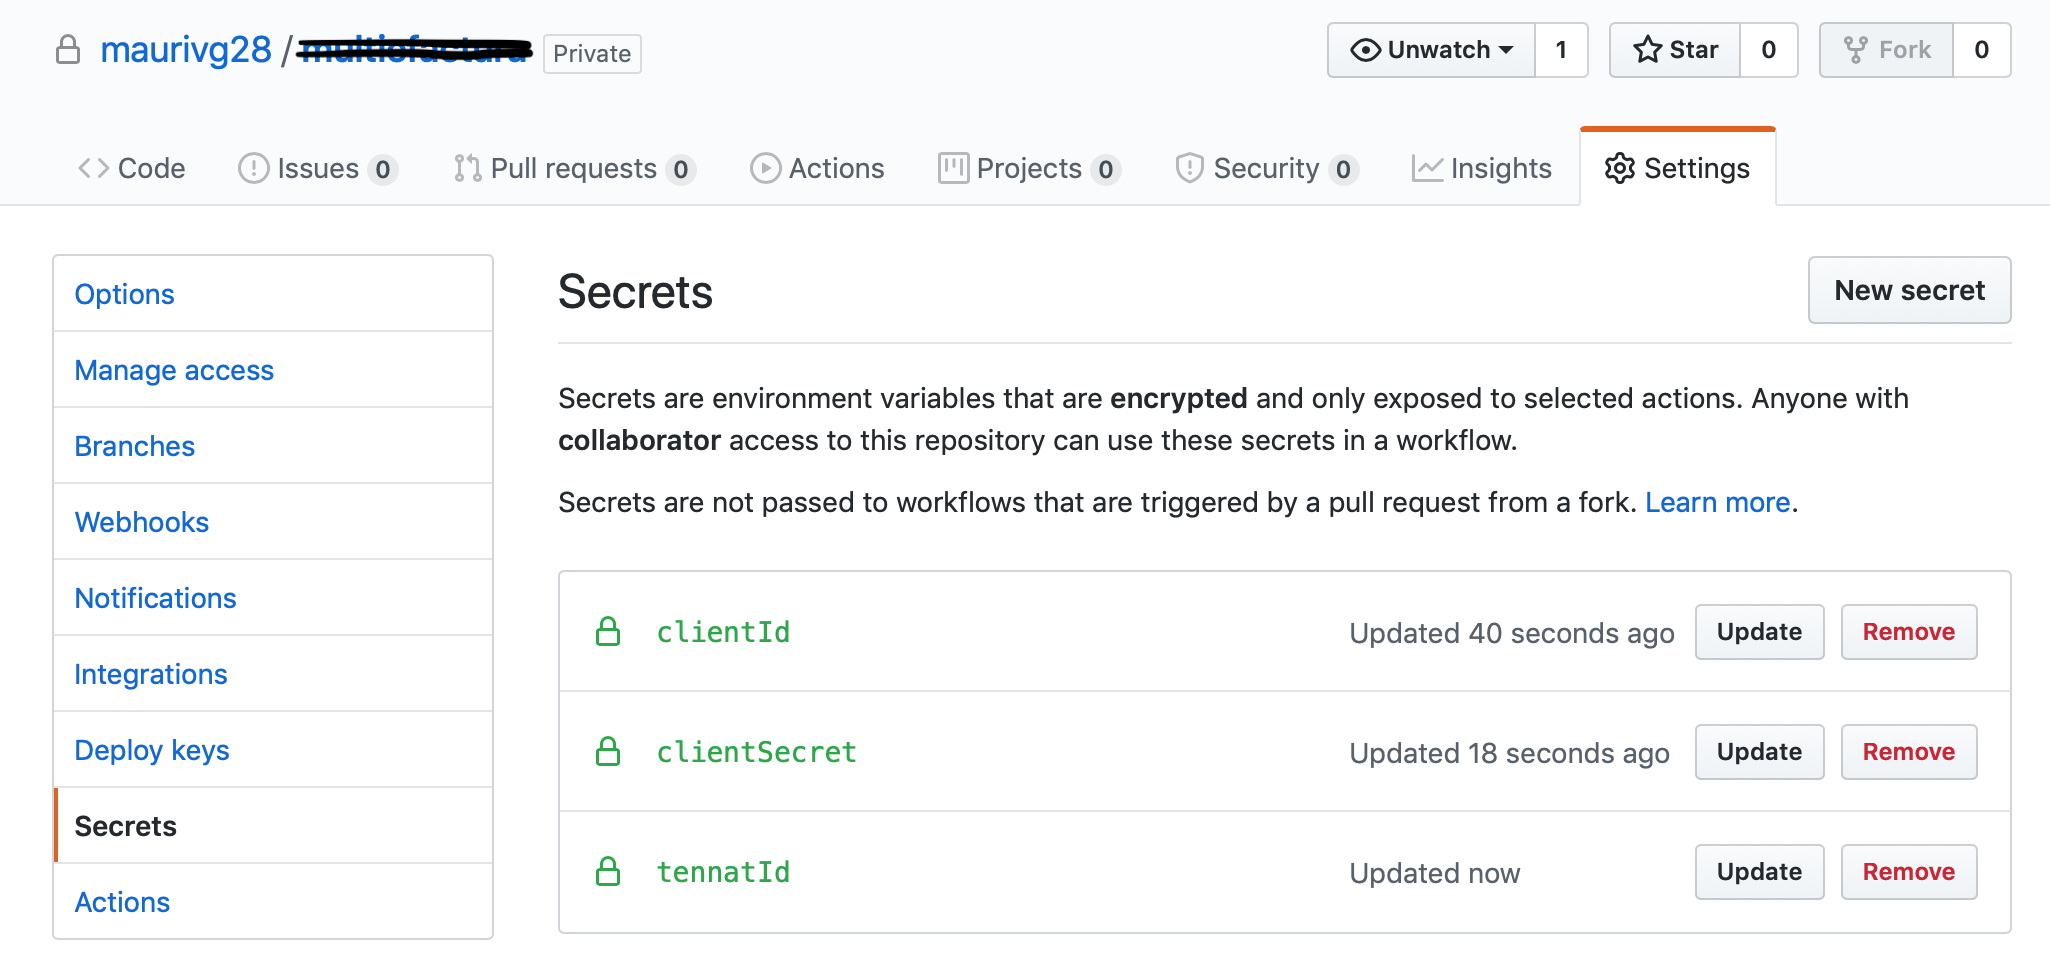 maurivg28 / Private
Unwatch 1 Star 0 Fork 0
Code Issues 0 Pull requests 0 Actions Projects 0 Security 0 Insights Settings
Options
Manage access
Branches
Webhooks
Notifications
Integrations
Deploy keys
Secrets
Actions
Secrets
New secret
Secrets are environment variables that are encrypted and only exposed to selected actions. Anyone with
collaborator access to this repository can use these secrets in a workflow.
Secrets are not passed to workflows that are triggered by a pull request from a fork. Learn more.
clientId Updated 40 seconds ago Update Remove
clientSecret Updated 18 seconds ago Update Remove
tennatId Updated now Update Remove